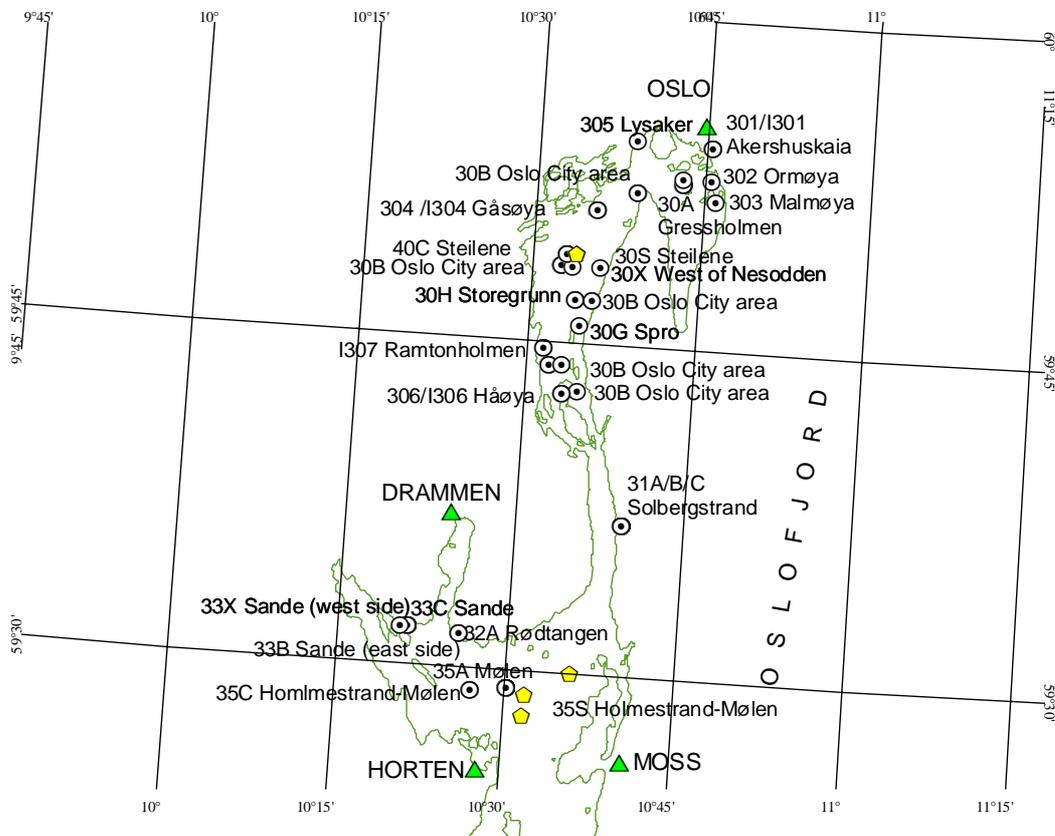 9°45'
10°
10°15'
10°30'
11°
60°
11°15'
OSLO
305 Lysaker
301/I301
Akershuskaia
30B Oslo City area
302 Ormøya
304 /I304 Gåsøya
30A
303 Malmøya
Gressholmen
40C Steilene
30S Steilene
30B Oslo City area
30X West of Nesodden
30H Storegrunn
30B Oslo City area
59°45'
9°45'
30G Spro
I307 Ramtonholmen
30B Oslo City area
59°45'
306/I306 Håøya
30B Oslo City area
OSLOFJORD
31A/B/C
Solbergstrand
DRAMMEN
33X Sande (west side)
33C Sande
59°30'
32A Rødtangen
33B Sande (east side)
35A Mølen
35C Homlmestrand-Mølen
35S Holmestrand-Mølen
59°30'
HORTEN
MOSS
10°
10°15'
10°30'
10°45'
11°
11°15'